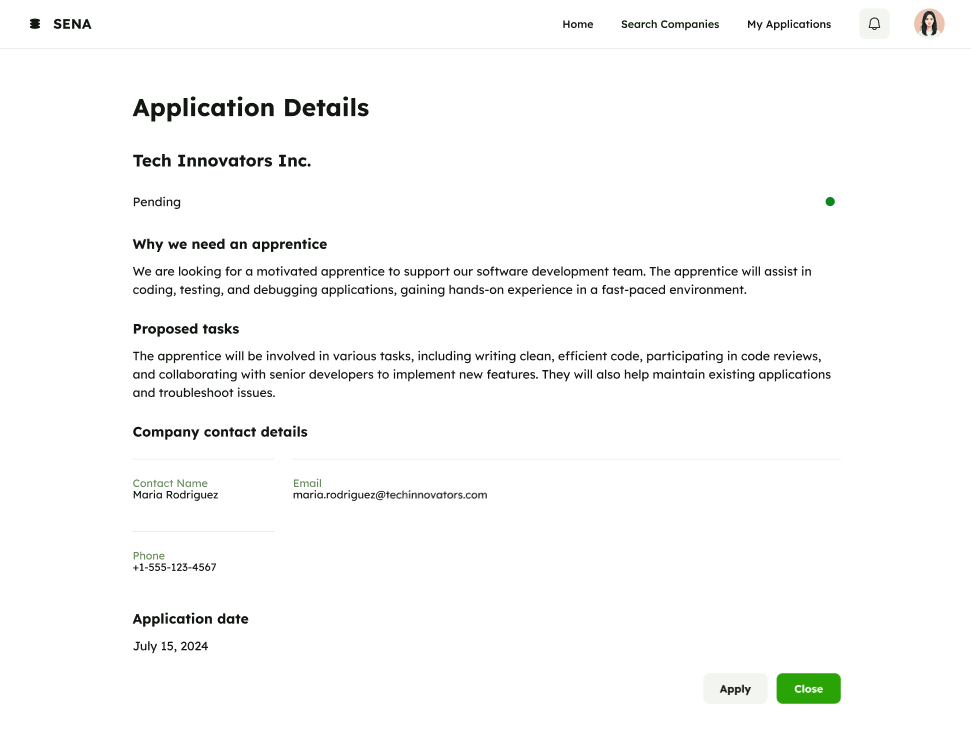 SENA
Home
Search Companies
My Applications
Application Details
Tech Innovators Inc.
Pending
Why we need an apprentice
We are looking for a motivated apprentice to support our software development team. The apprentice will assist in
coding, testing, and debugging applications, gaining hands-on experience in a fast-paced environment.
Proposed tasks
The apprentice will be involved in various tasks, including writing clean, efficient code, participating in code reviews,
and collaborating with senior developers to implement new features. They will also help maintain existing applications
and troubleshoot issues.
Company contact details
Contact Name
Maria Rodriguez
Email
maria.rodriguez@techinnovators.com
Phone
+1-555-123-4567
Application date
July 15, 2024
Apply
Close